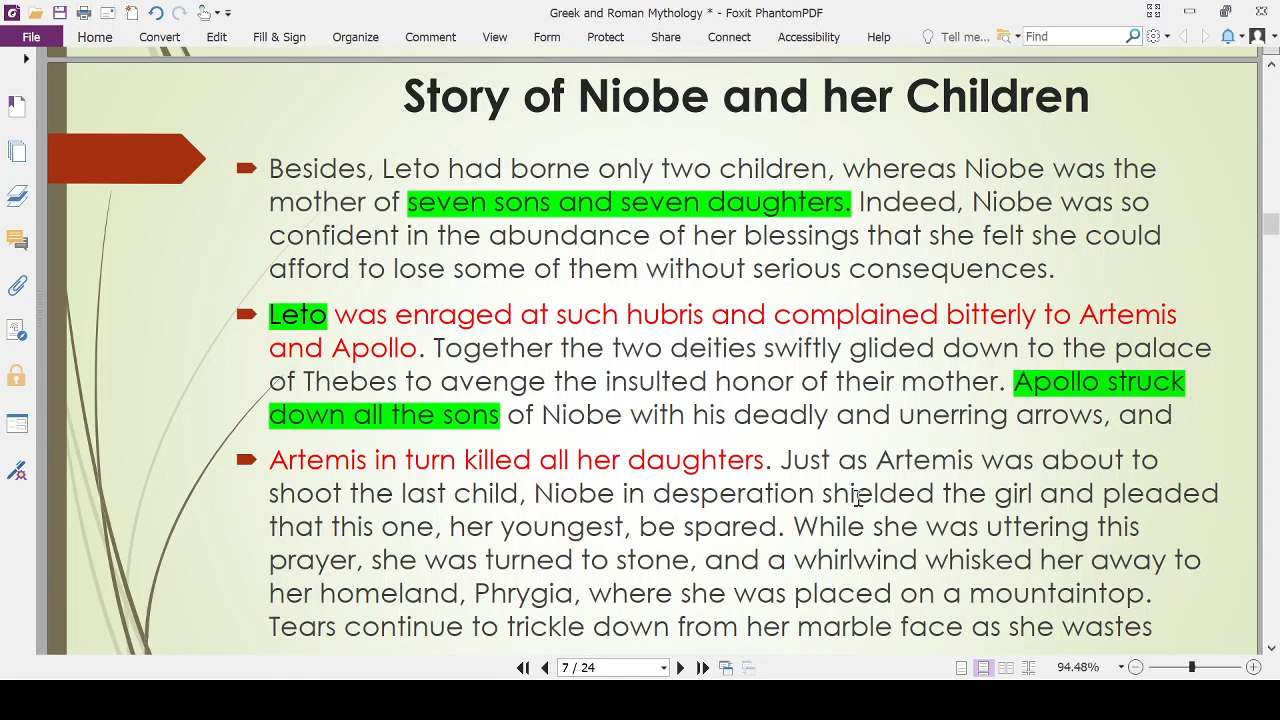 Greek and Roman Mythology * - Foxit PhantomPDF
File Home Convert Edit Fill & Sign Organize Comment View Form Protect Share Connect Accessibility Help Tell me... Find
Story of Niobe and her Children
Besides, Leto had borne only two children, whereas Niobe was the
mother of seven sons and seven daughters. Indeed, Niobe was so
confident in the abundance of her blessings that she felt she could
afford to lose some of them without serious consequences.
Leto was enraged at such hubris and complained bitterly to Artemis
and Apollo. Together the two deities swiftly glided down to the palace
of Thebes to avenge the insulted honor of their mother. Apollo struck
down all the sons of Niobe with his deadly and unerring arrows, and
Artemis in turn killed all her daughters. Just as Artemis was about to
shoot the last child, Niobe in desperation shielded the girl and pleaded
that this one, her youngest, be spared. While she was uttering this
prayer, she was turned to stone, and a whirlwind whisked her away to
her homeland, Phrygia, where she was placed on a mountaintop.
Tears continue to trickle down from her marble face as she wastes
7 / 24 94.48%